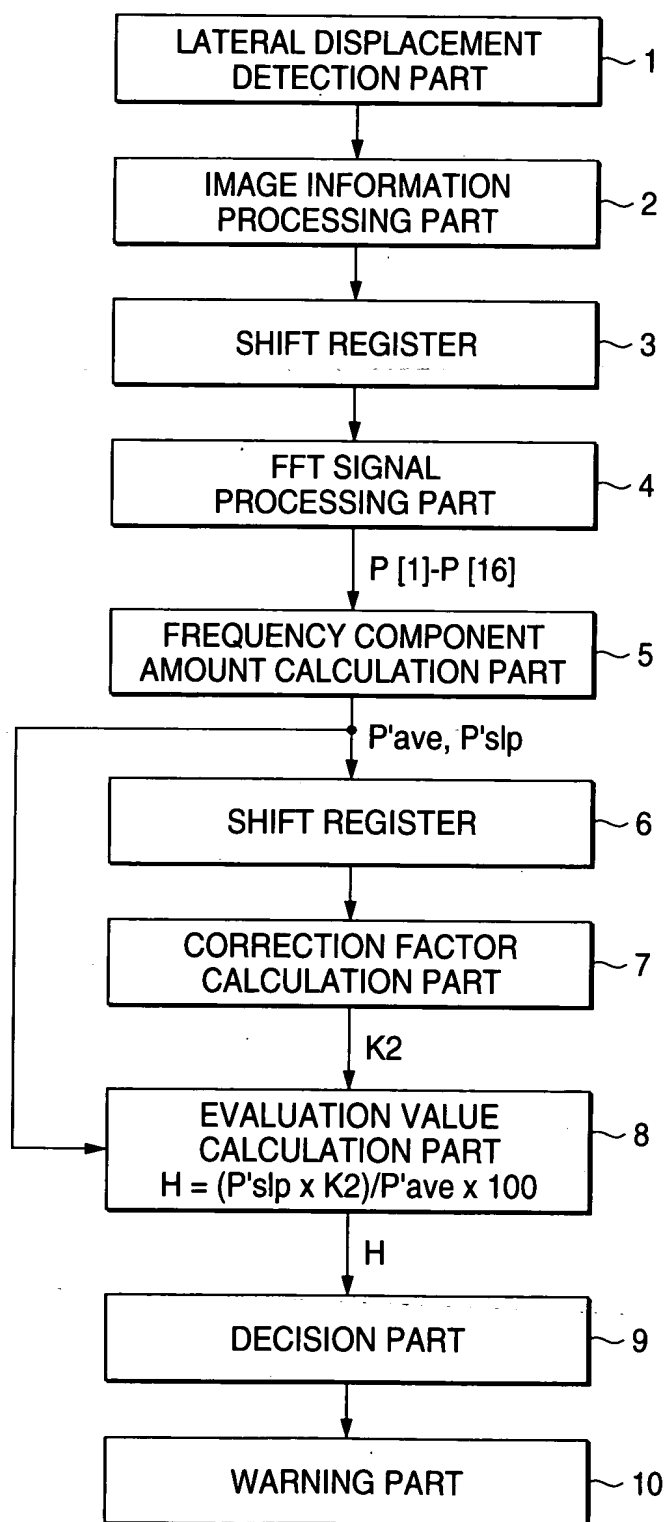 LATERAL DISPLACEMENT
DETECTION PART
1
IMAGE INFORMATION
PROCESSING PART
2
SHIFT REGISTER
3
FFT SIGNAL
PROCESSING PART
4
P [1]-P [16]
FREQUENCY COMPONENT
AMOUNT CALCULATION PART
5
P'ave, P'slp
SHIFT REGISTER
6
CORRECTION FACTOR
CALCULATION PART
7
K2
EVALUATION VALUE
CALCULATION PART
H = (P'slp x K2)/P'ave x 100
8
H
DECISION PART
9
WARNING PART
10